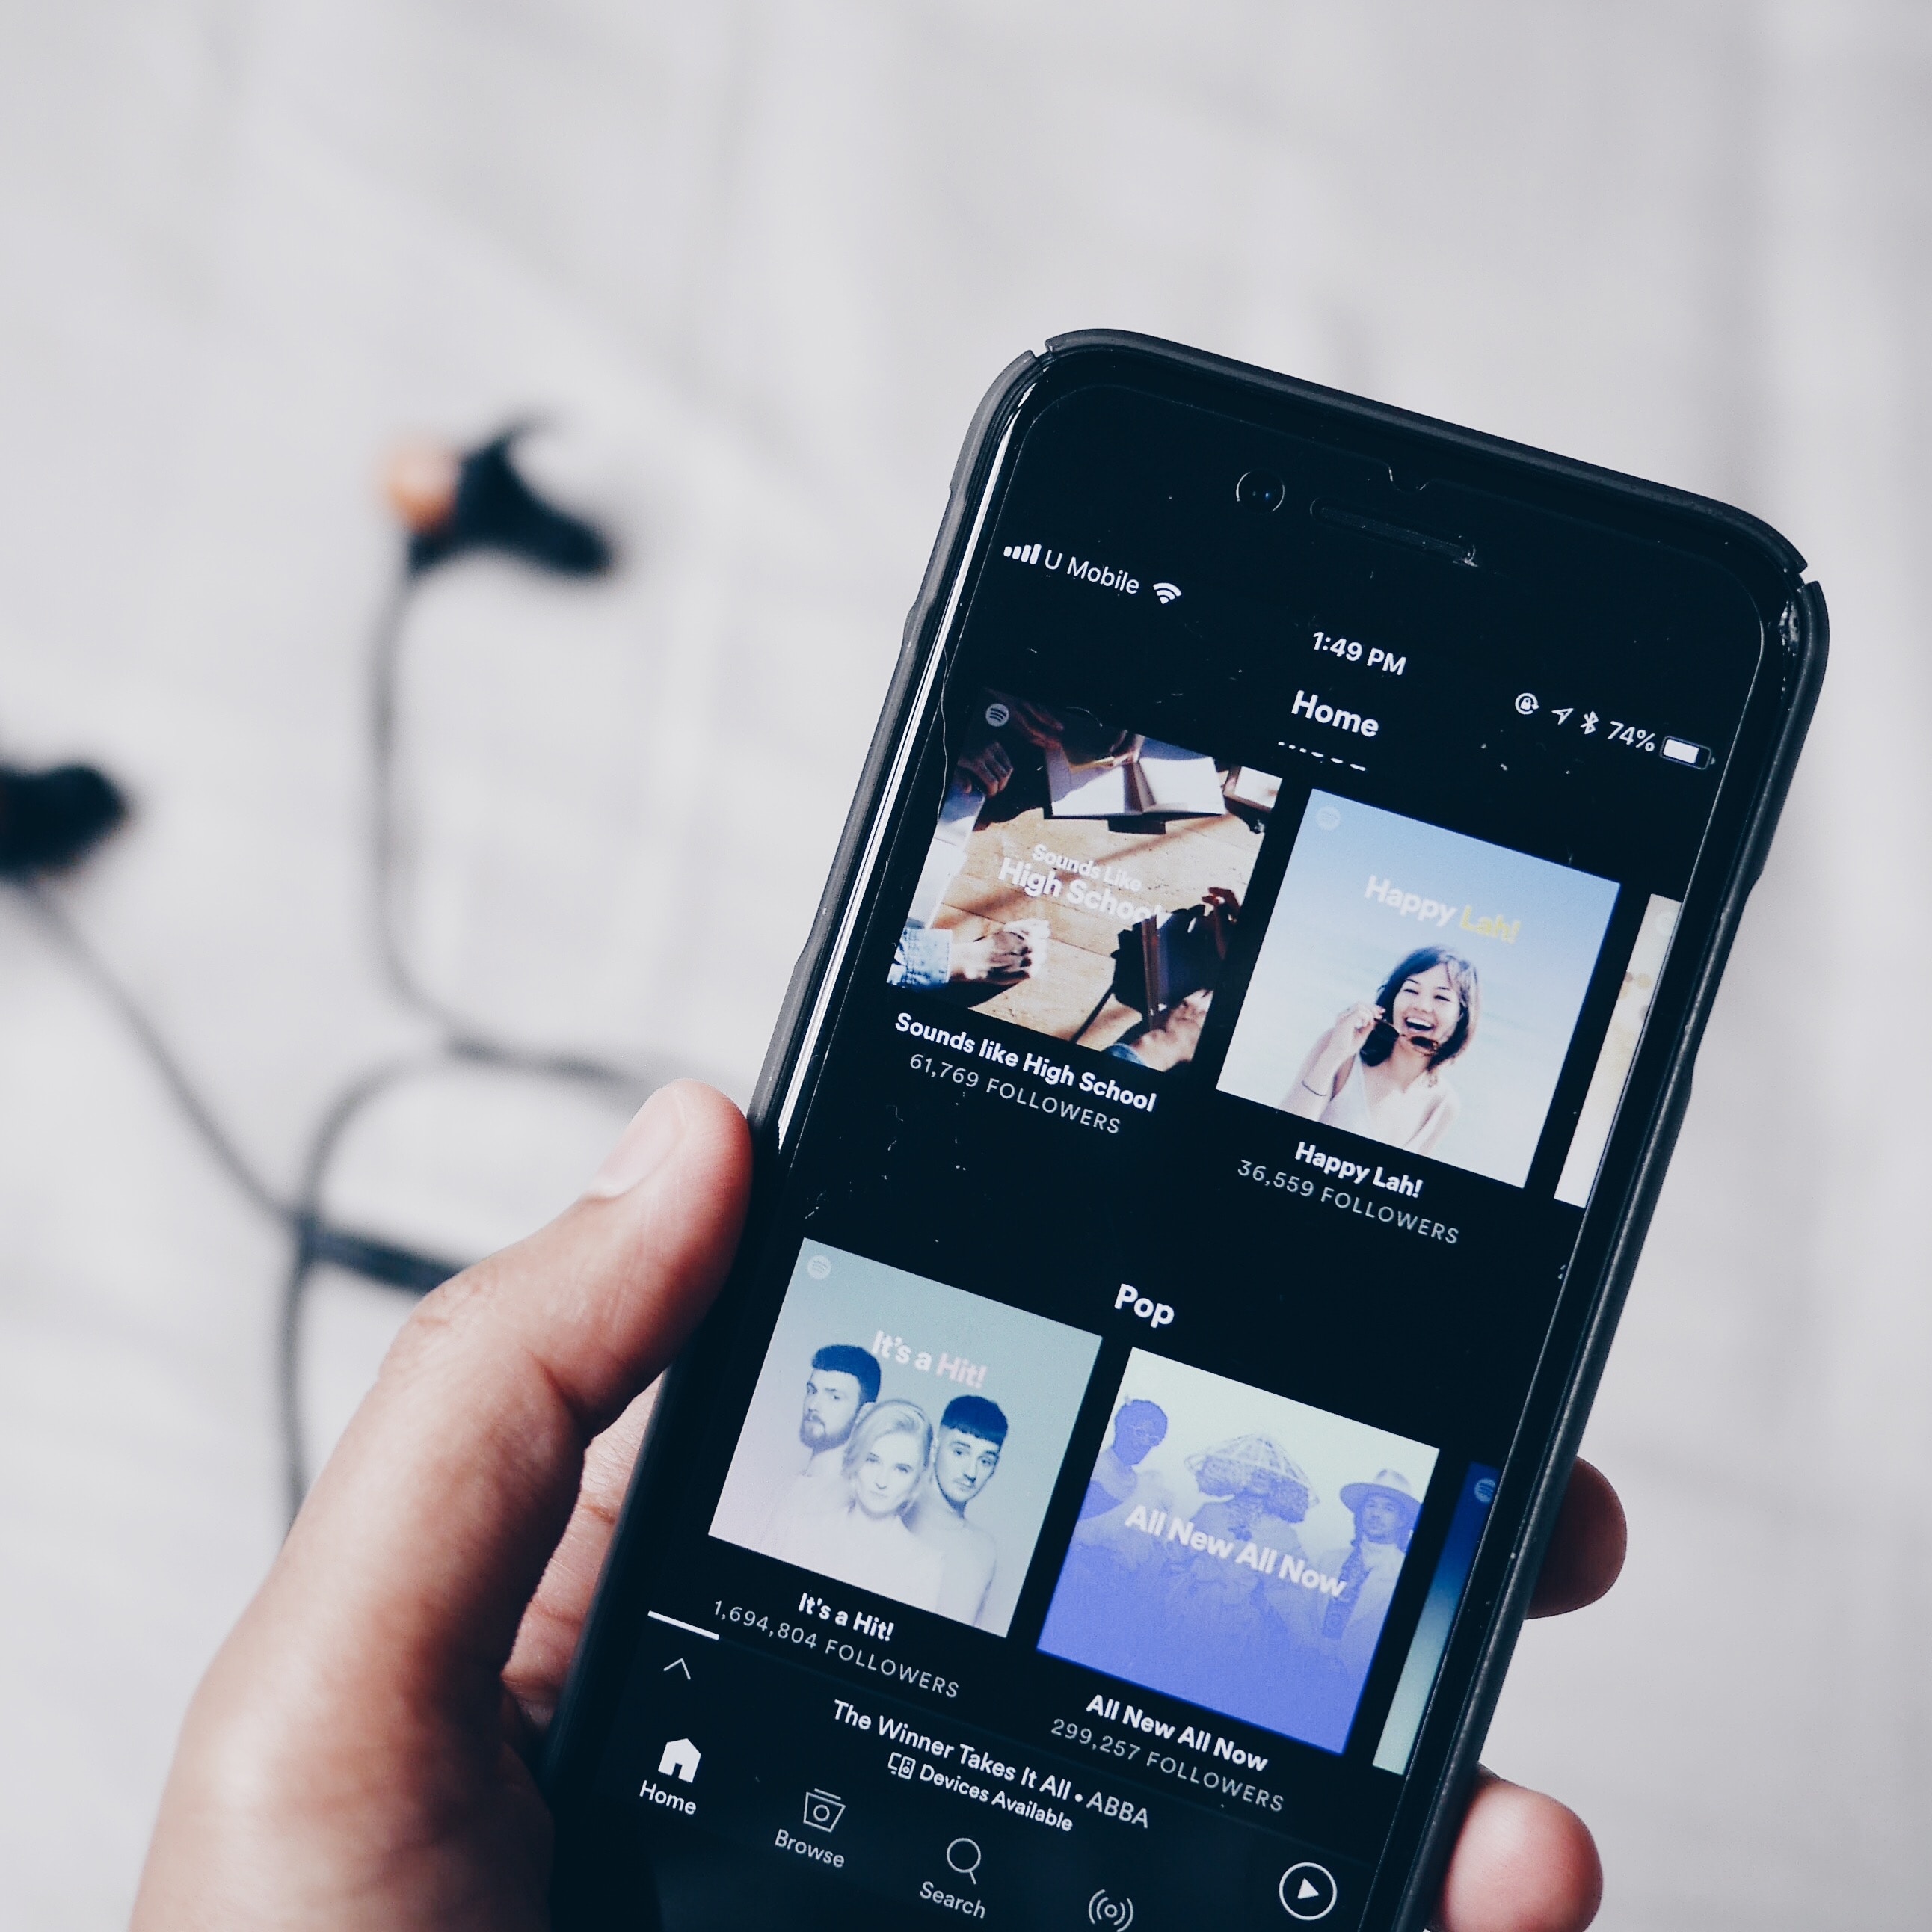 U Mobile
1:49 PM
74%
Home
Sounds Like
High School
Happy Lah!
Sounds like High School
61,769 FOLLOWERS
Happy Lah!
36,559 FOLLOWERS
Pop
It's a Hit!
All New All Now
It's a Hit!
1,694,804 FOLLOWERS
All New All Now
299,257 FOLLOWERS
The Winner Takes It All • ABBA
Devices Available
Home
Browse
Search